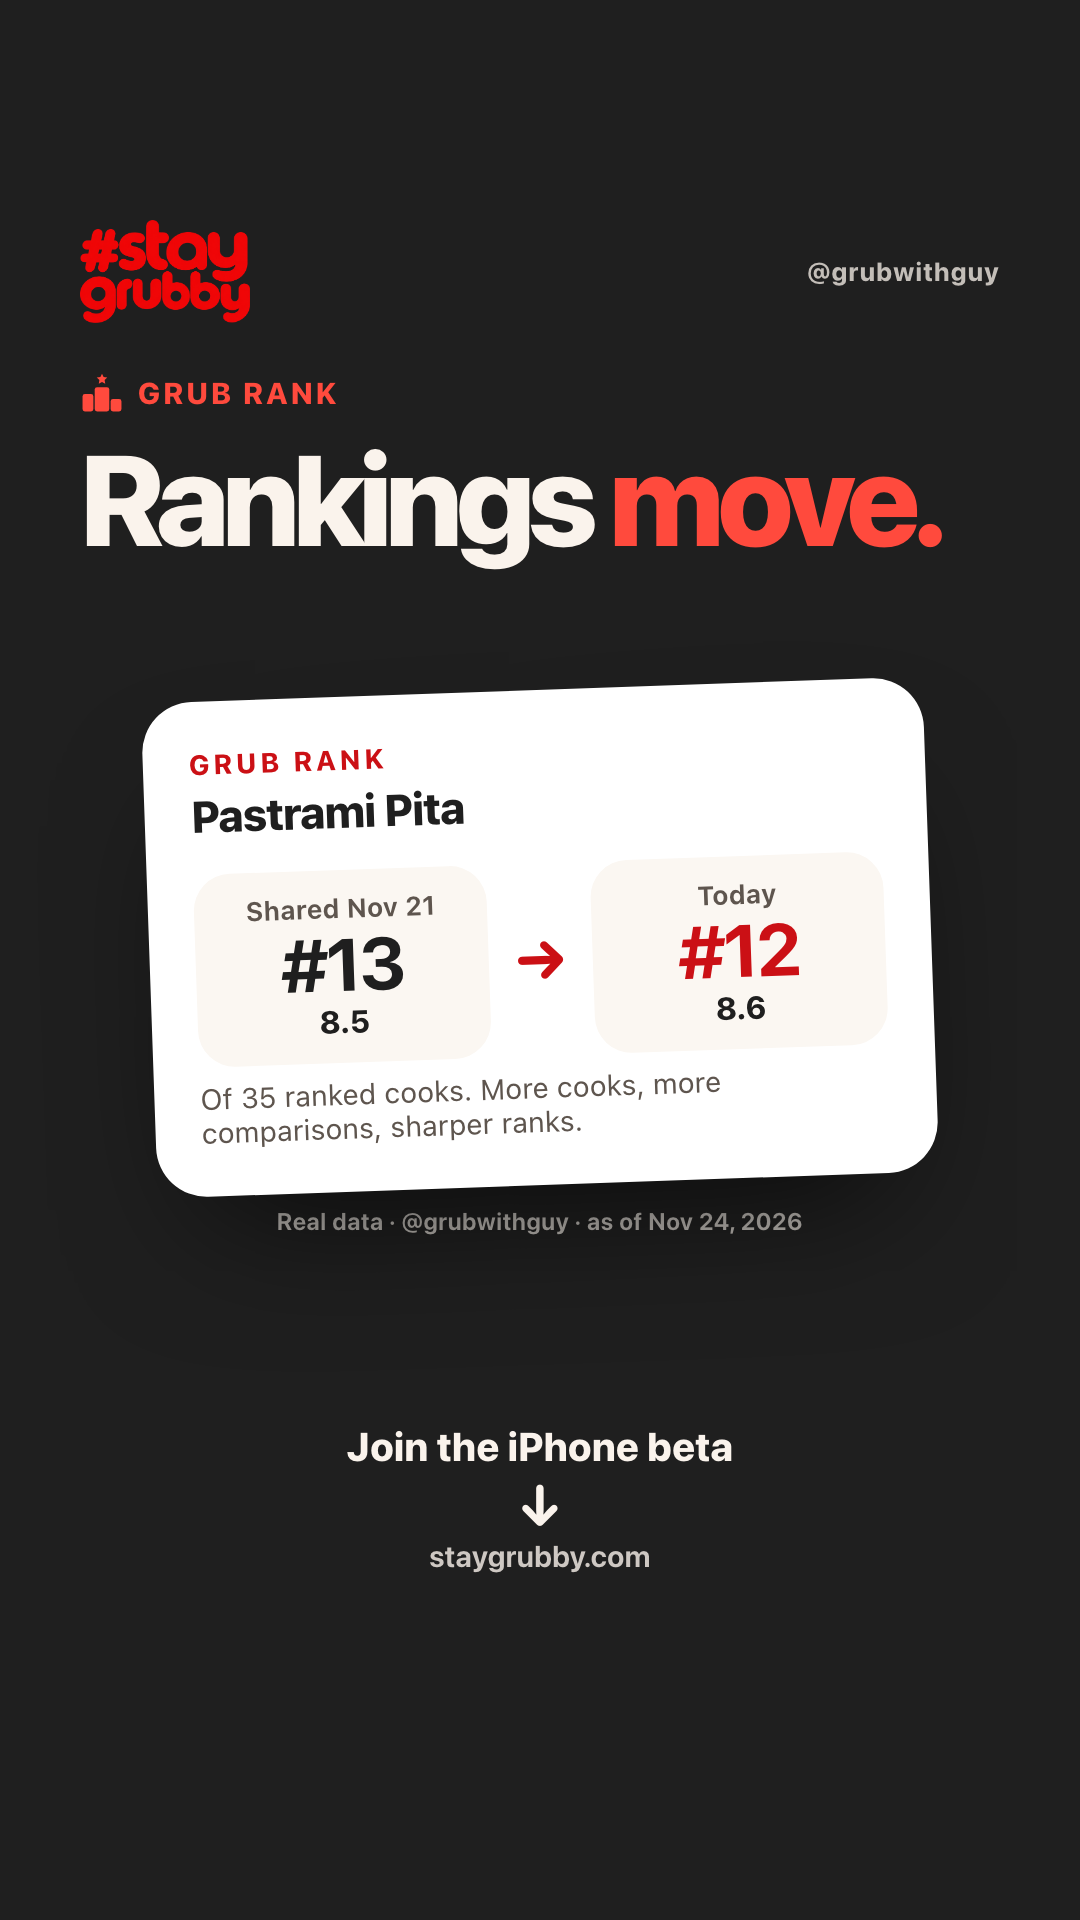 #stay
grubby
@grubwithguy
GRUB RANK
Rankings move.
GRUB RANK
Pastrami Pita
Shared Nov 21
#13
8.5
Today
#12
8.6
Of 35 ranked cooks. More cooks, more
comparisons, sharper ranks.
Real data · @grubwithguy · as of Nov 24, 2026
Join the iPhone beta
staygrubby.com